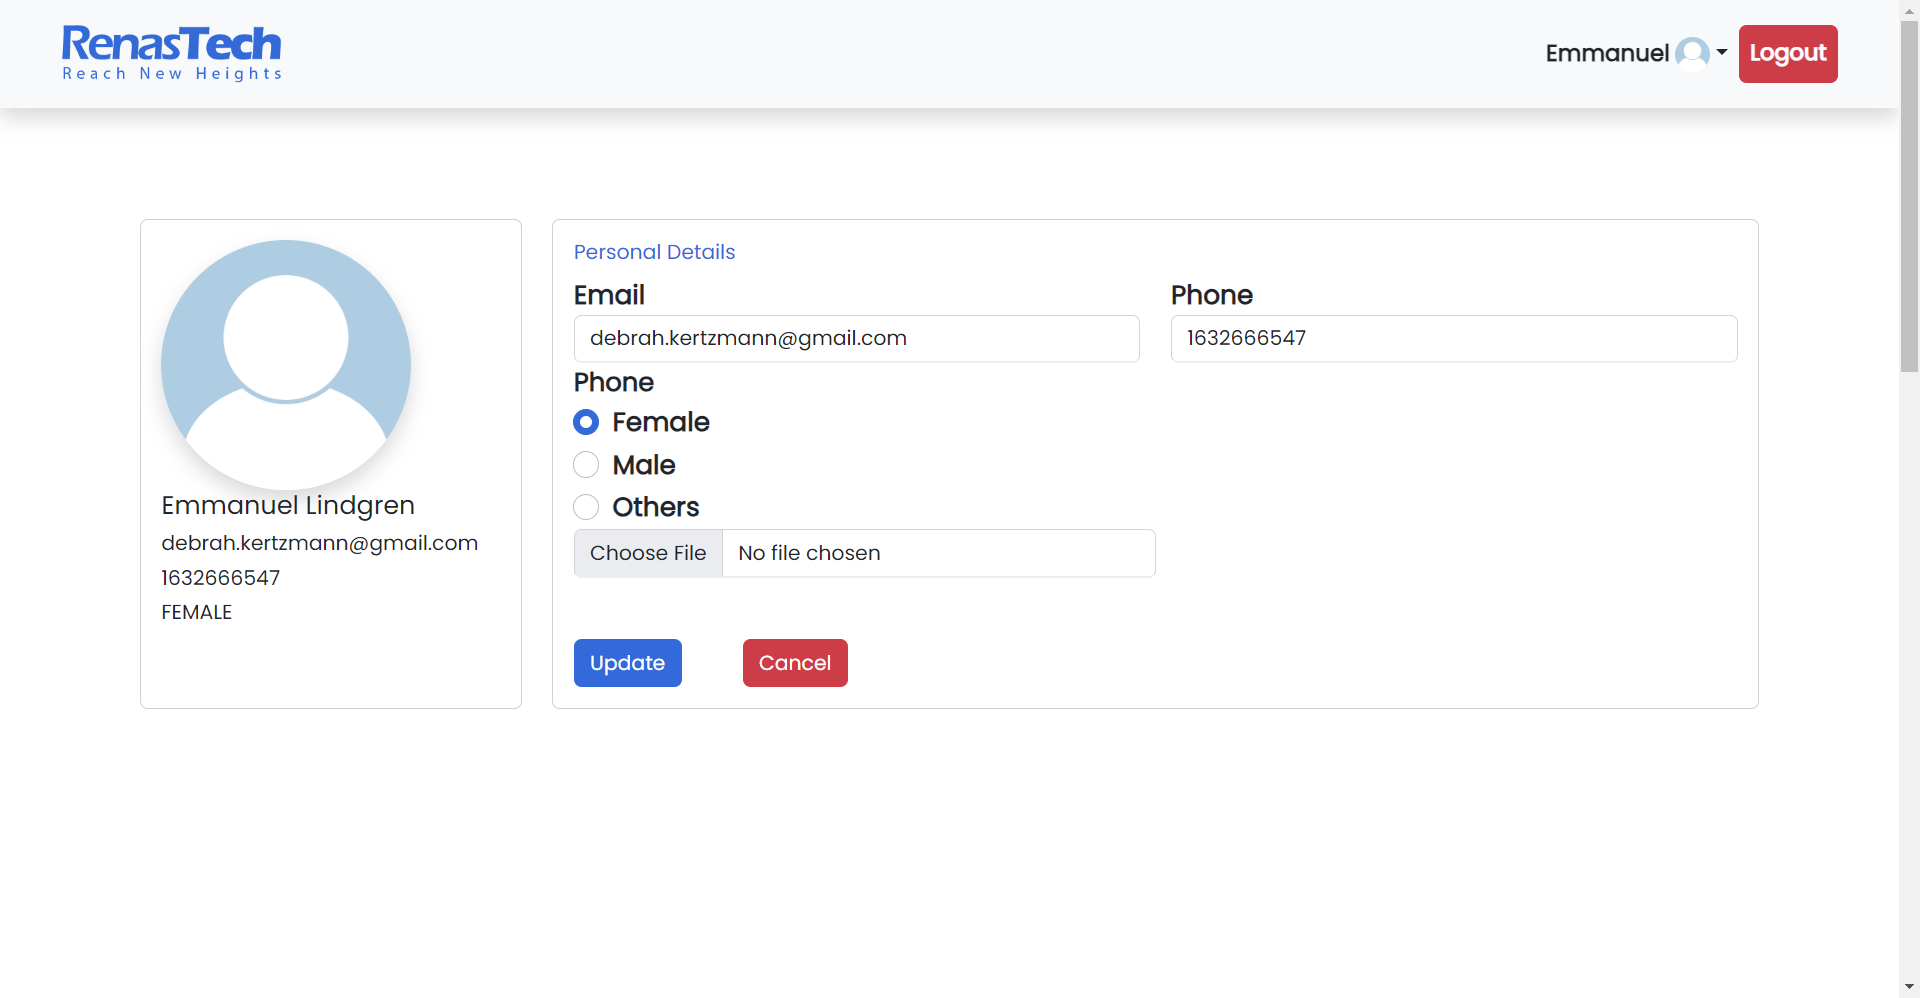 RenasTech
Reach New Heights
Emmanuel
Logout
Emmanuel Lindgren
debrah.kertzmann@gmail.com
1632666547
FEMALE
Personal Details
Email
debrah.kertzmann@gmail.com
Phone
1632666547
Phone
Female
Male
Others
Choose File No file chosen
Update Cancel